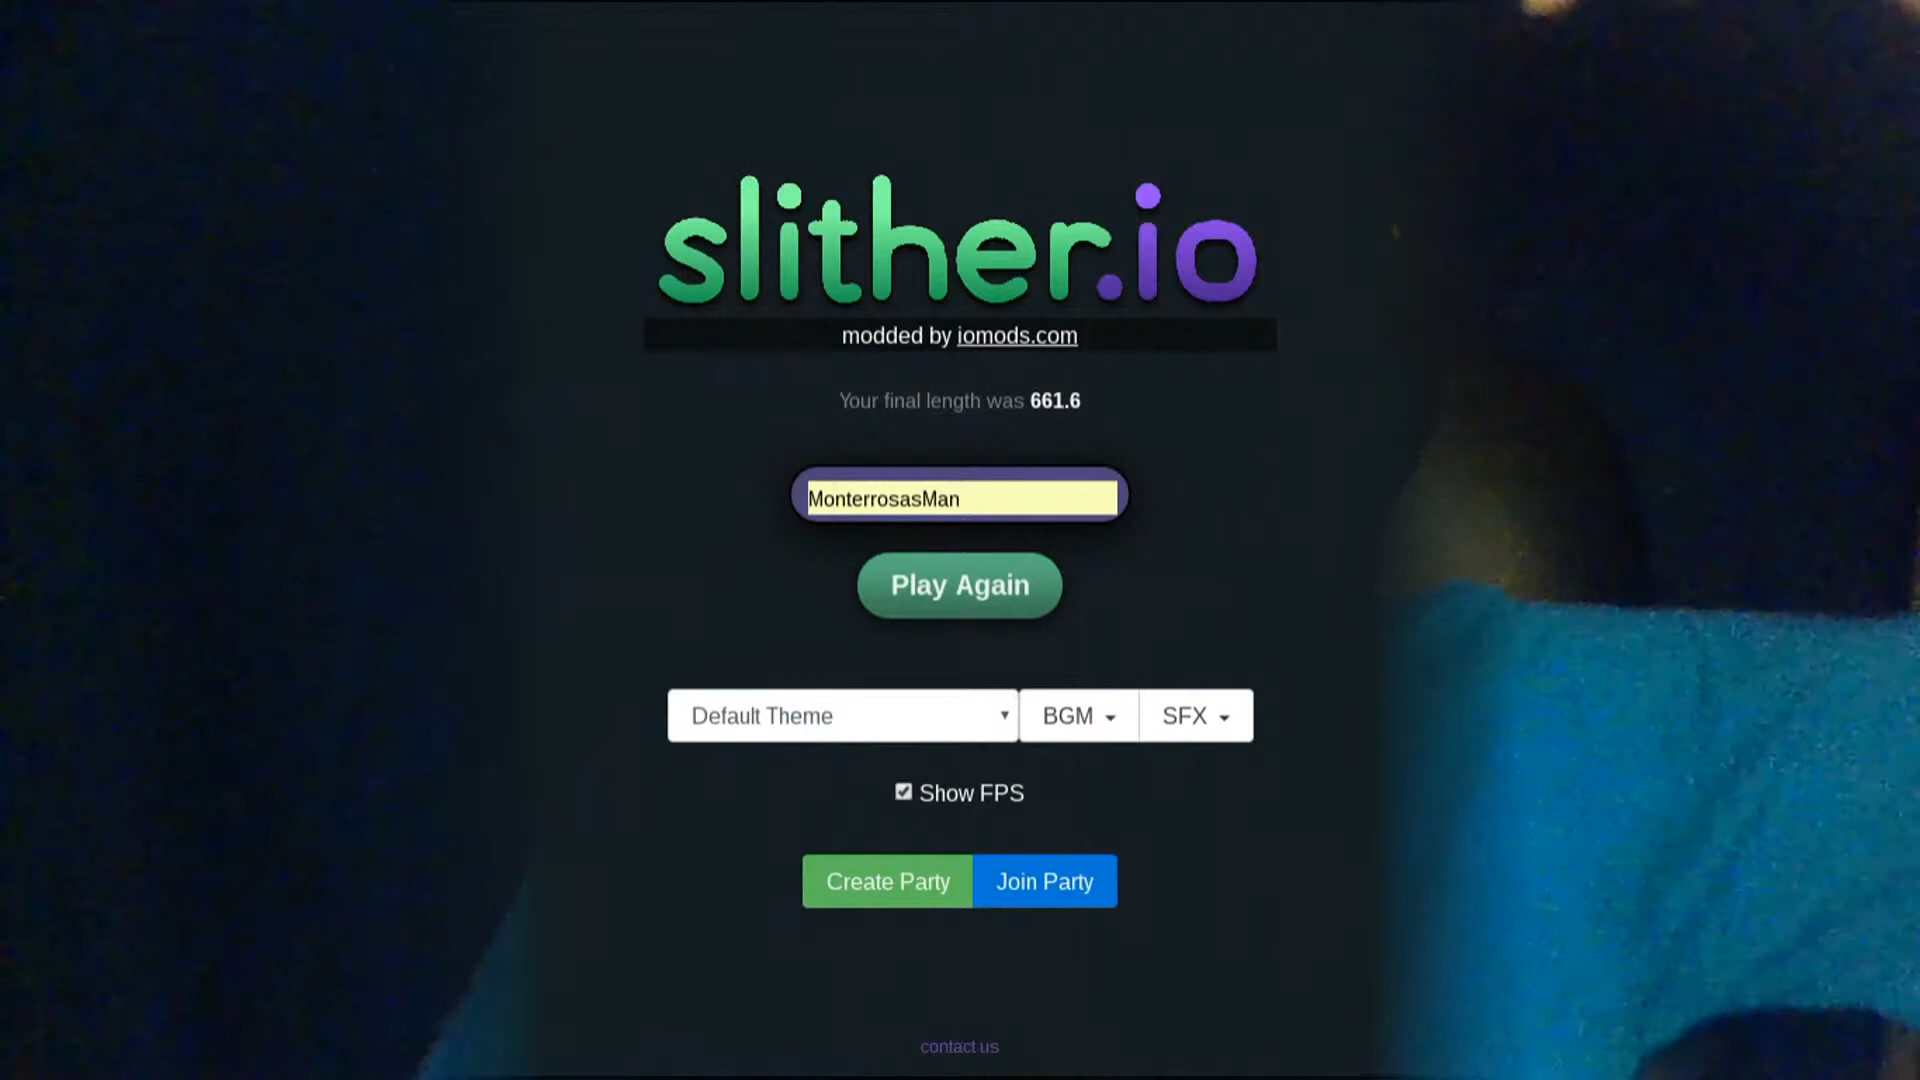 slither.io
modded by iomods.com
Your final length was 661.6
MonterrosasMan
Play Again
Default Theme
BGM
SFX
Show FPS
Create Party
Join Party
contact us